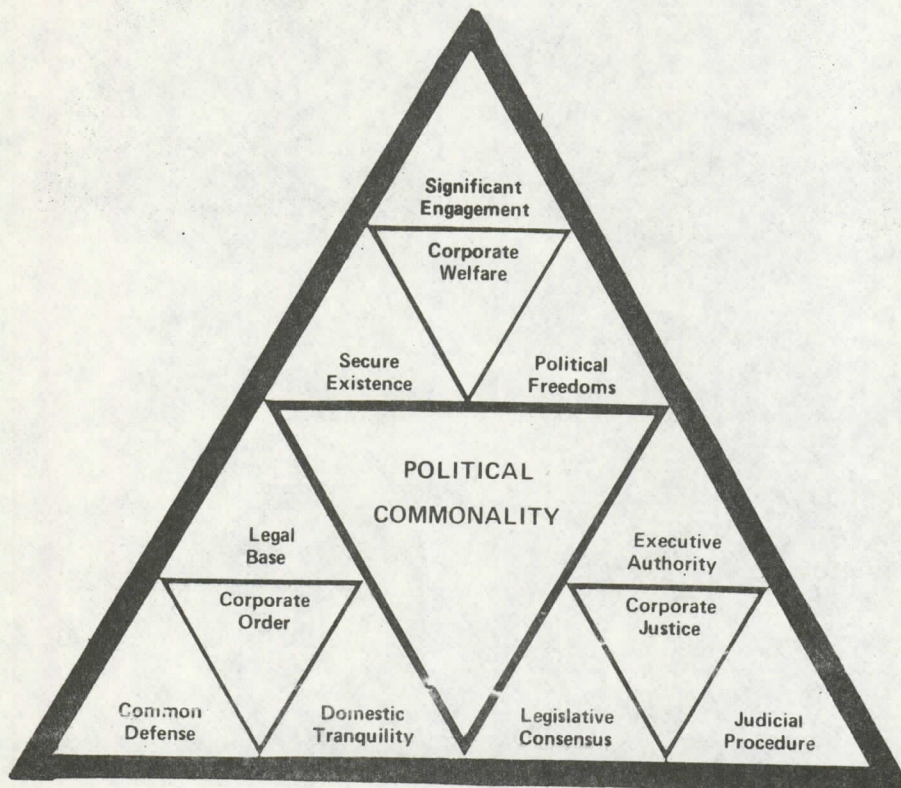 Significant
Engagement
Corporate
Welfare
Secure
Existence
Political
Freedoms
POLITICAL
COMMONALITY
Legal
Base
Executive
Authority
Corporate
Order
Corporate
Justice
Common
Defense
Domestic
Tranquility
Legislative
Consensus
Judicial
Procedure